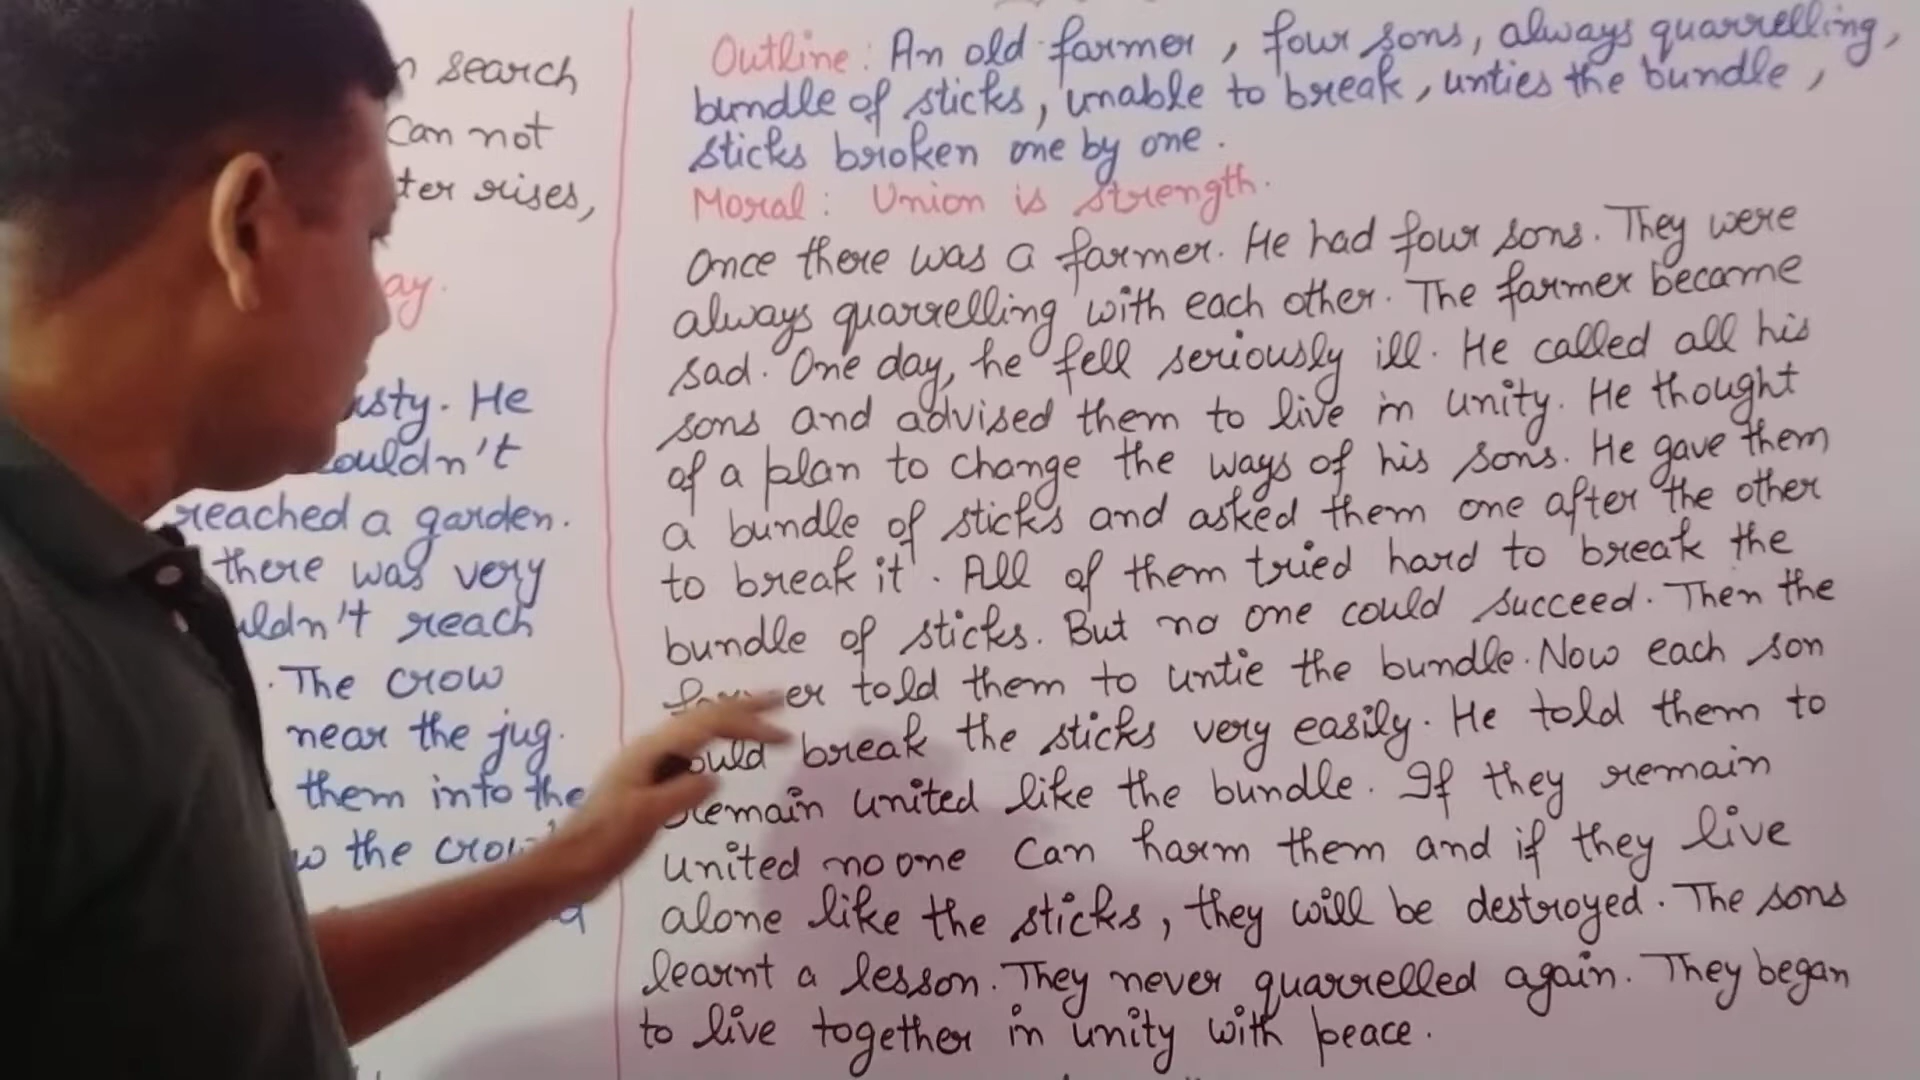 search
can not
rises,
He
couldn't
reached a garden.
there was very
reach
The crow
near the jug.
them into the
the
Outline: An old farmer, four sons, always quarrelling,
bundle of sticks, unable to break, unties the bundle,
sticks broken one by one.
Moral: Union is strength.
Once there was a farmer. He had four sons. They were
always quarrelling with each other. The farmer became
sad. One day, he fell seriously ill. He called all his
sons and advised them to live in unity. He thought
of a plan to change the ways of his sons. He gave them
a bundle of sticks and asked them one after the other
to break it. All of them tried hard to break the
bundle of sticks. But no one could succeed. Then the
farmer told them to untie the bundle. Now each son
could break the sticks very easily. He told them to
remain united like the bundle. If they remain
united no one can harm them and if they live
alone like the sticks, they will be destroyed. The sons
learnt a lesson. They never quarrelled again. They began
to live together in unity with peace.